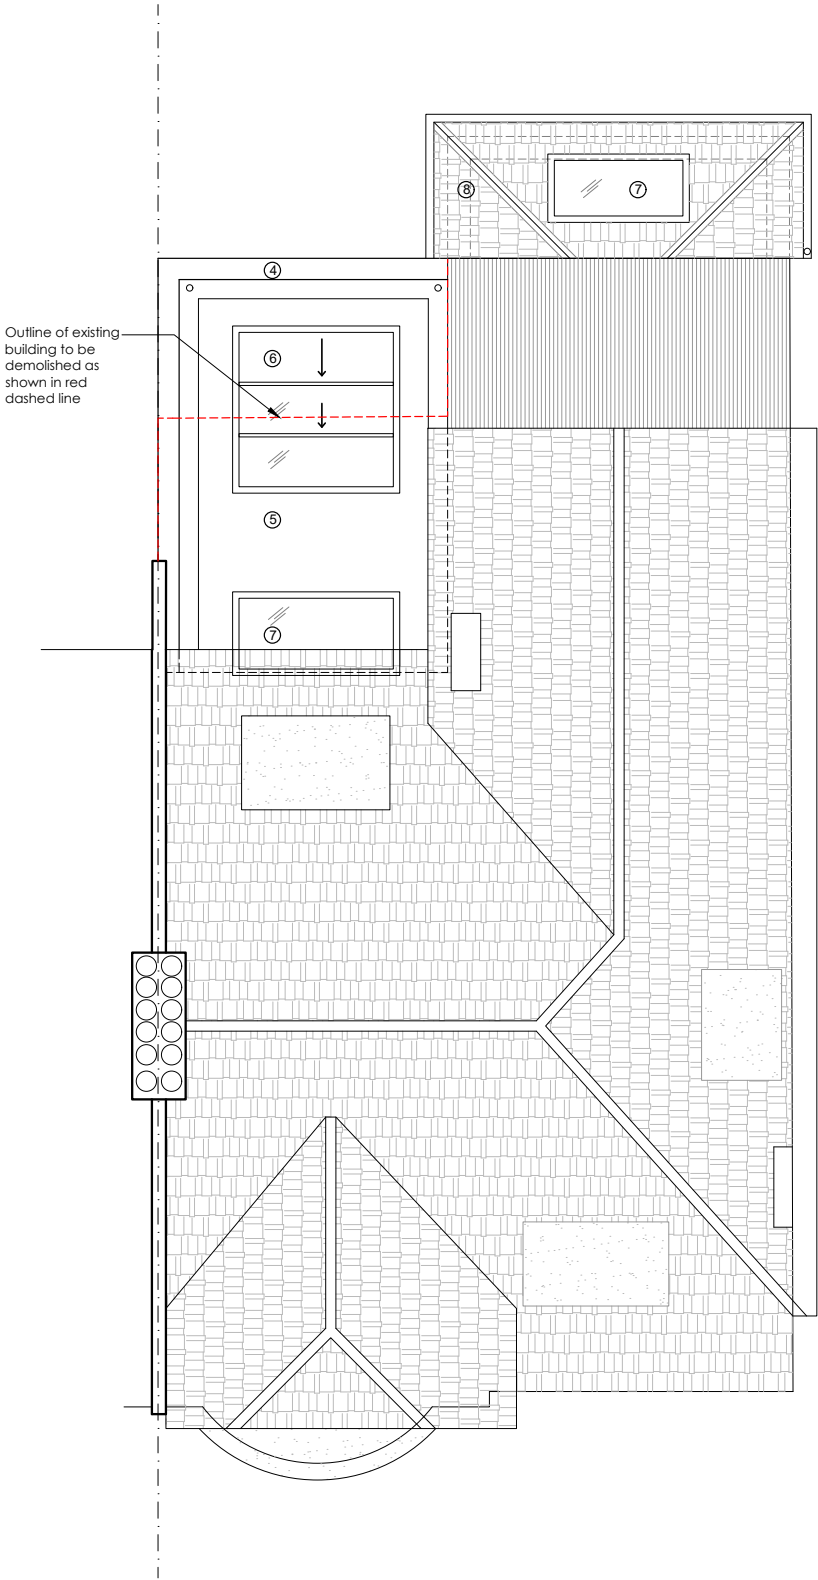 8
7
4
Outline of existing
building to be
demolished as
shown in red
dashed line
6
5
7